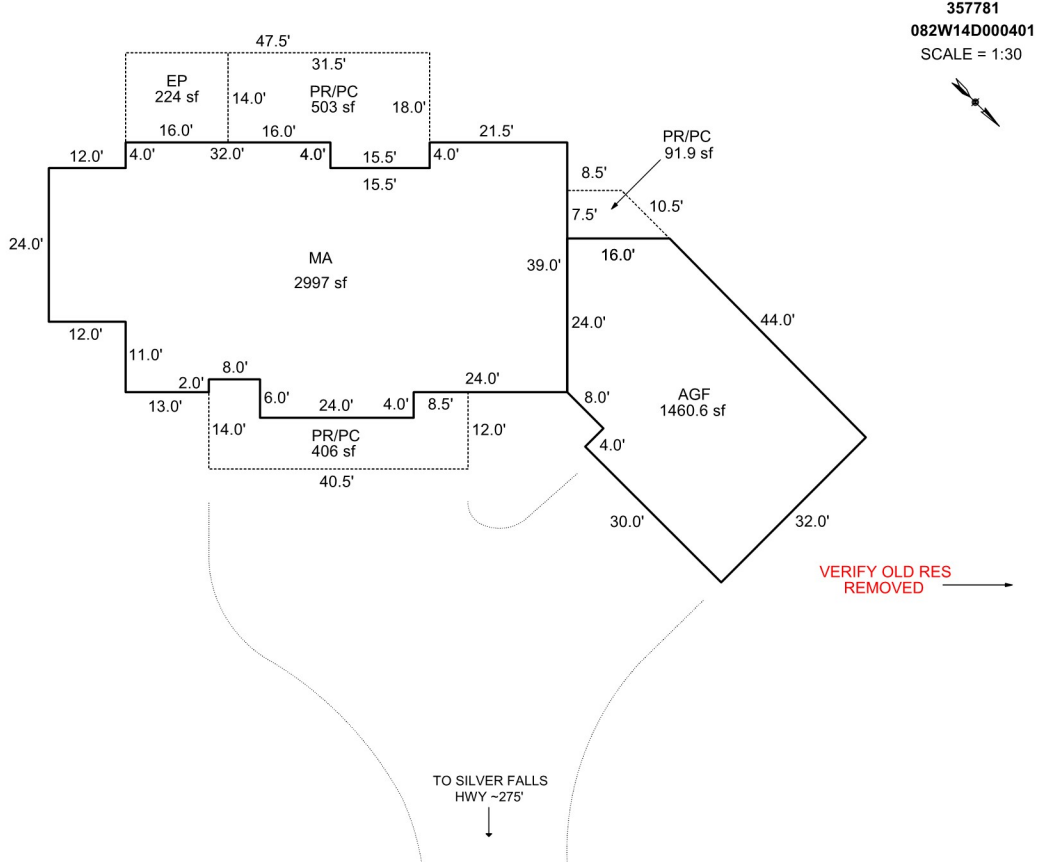 357781
082W14D000401
SCALE = 1:30
47.5'
31.5'
EP
224 sf
14.0'
PR/PC
503 sf
18.0'
16.0'
16.0'
21.5'
12.0'
4.0'
32.0'
4.0'
15.5'
4.0'
15.5'
PR/PC
91.9 sf
8.5'
10.5'
7.5'
24.0'
MA
2997 sf
39.0'
16.0'
24.0'
44.0'
12.0'
11.0'
8.0'
2.0'
13.0'
6.0'
24.0'
4.0'
24.0'
8.5'
8.0'
AGF
1460.6 sf
14.0'
PR/PC
406 sf
12.0'
4.0'
40.5'
30.0'
32.0'
VERIFY OLD RES
REMOVED
TO SILVER FALLS
HWY ~275'